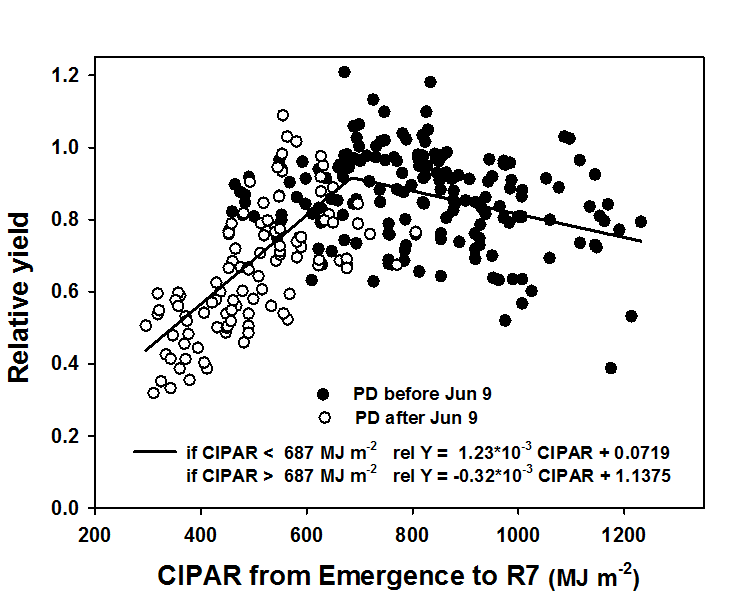 1.2
1.0
0.8
0.6
0.4
0.2
0.0
Relative yield
PD before Jun 9
PD after Jun 9
if CIPAR < 687 MJ m-2 rel Y = 1.23*10-3 CIPAR + 0.0719
if CIPAR > 687 MJ m-2 rel Y = -0.32*10-3 CIPAR + 1.1375
200 400 600 800 1000 1200
CIPAR from Emergence to R7 (MJ m-2)